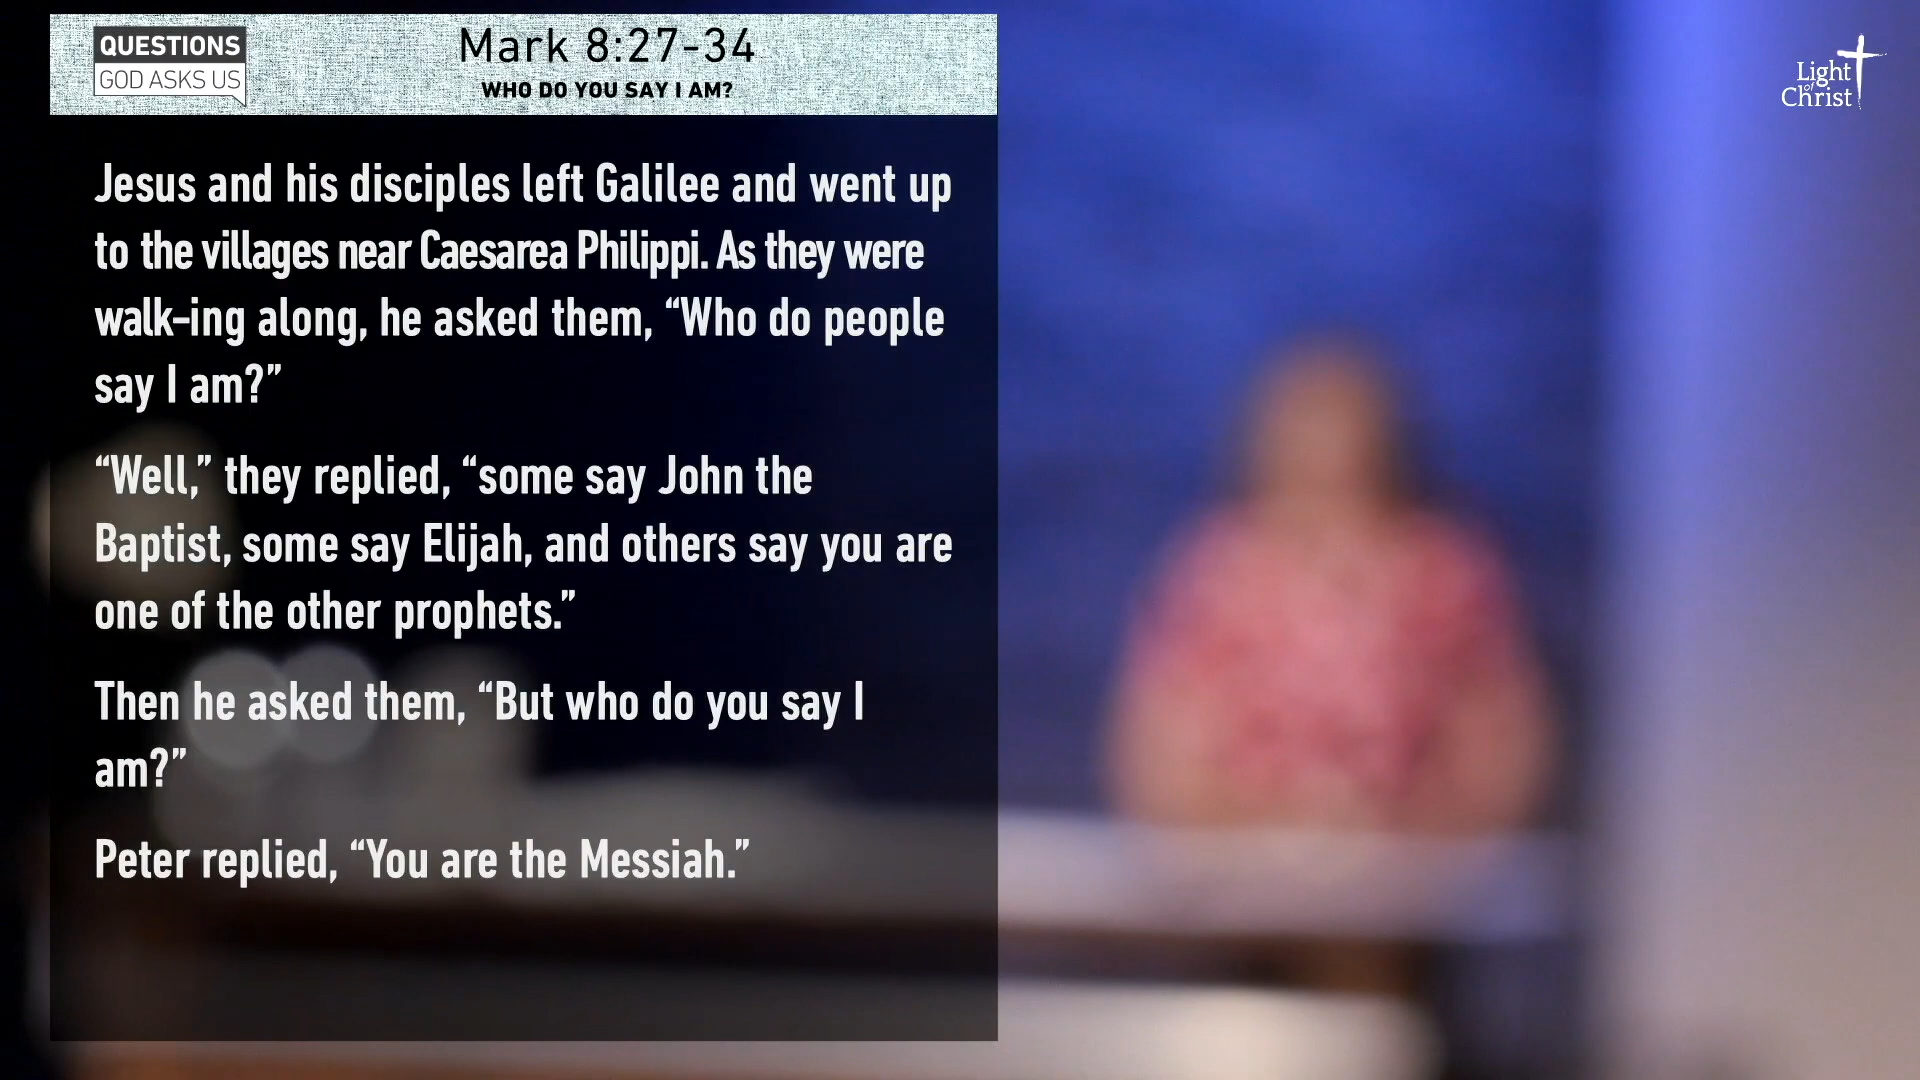 QUESTIONS
GOD ASKS US
Mark 8:27-34
WHO DO YOU SAY I AM?
Light
of
Christ
Jesus and his disciples left Galilee and went up
to the villages near Caesarea Philippi. As they were
walk-ing along, he asked them, “Who do people
say I am?”
“Well,” they replied, “some say John the
Baptist, some say Elijah, and others say you are
one of the other prophets.”
Then he asked them, “But who do you say I
am?”
Peter replied, “You are the Messiah.”